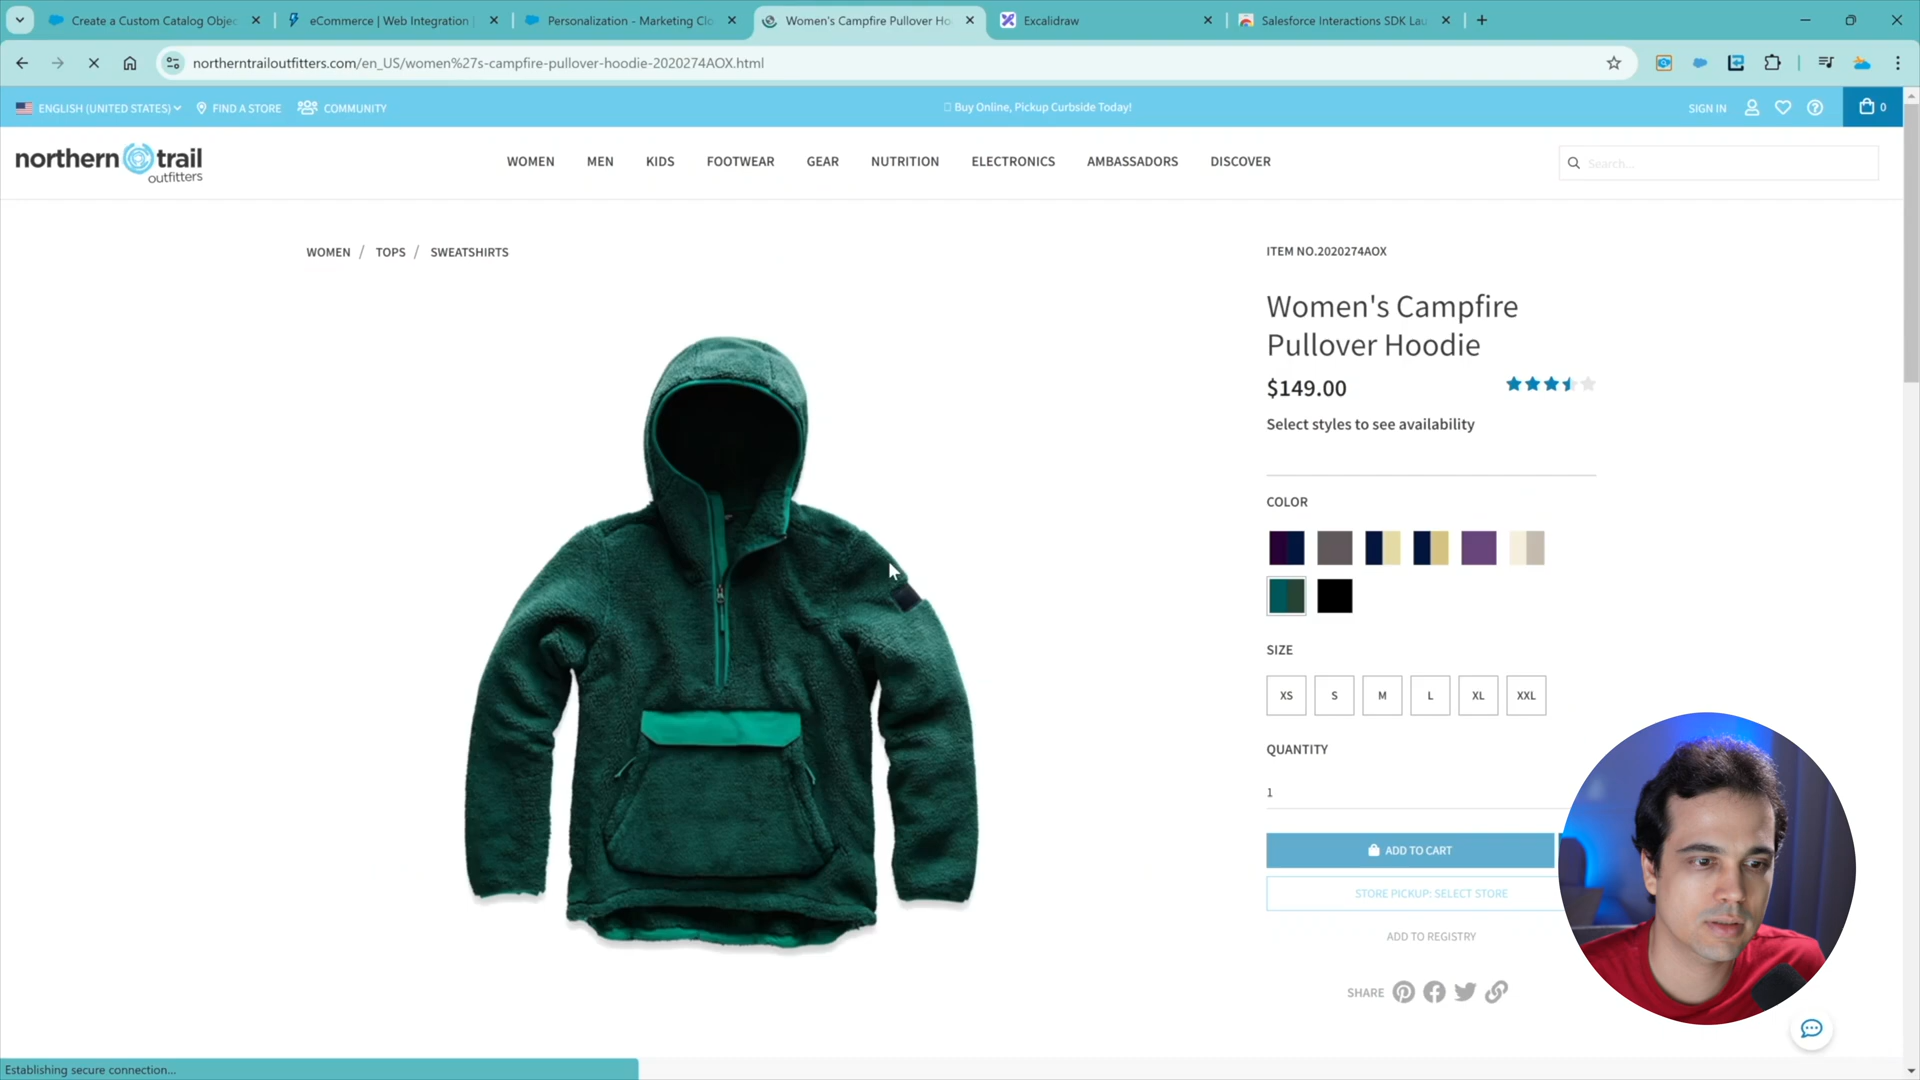 Create a Custom Catalog Objec
eCommerce | Web Integration
Personalization - Marketing Clo
Women's Campfire Pullover Ho
Excalidraw
Salesforce Interactions SDK Lau
northerntrailoutfitters.com/en_US/women%27s-campfire-pullover-hoodie-2020274AOX.html
ENGLISH (UNITED STATES)
FIND A STORE
COMMUNITY
Buy Online, Pickup Curbside Today!
SIGN IN
0
northern trail
outfitters
WOMEN
MEN
KIDS
FOOTWEAR
GEAR
NUTRITION
ELECTRONICS
AMBASSADORS
DISCOVER
Search...
WOMEN / TOPS / SWEATSHIRTS
ITEM NO.2020274AOX
Women's Campfire
Pullover Hoodie
$149.00
Select styles to see availability
COLOR
SIZE
XS
S
M
L
XL
XXL
QUANTITY
1
ADD TO CART
STORE PICKUP: SELECT STORE
ADD TO REGISTRY
SHARE
Establishing secure connection...